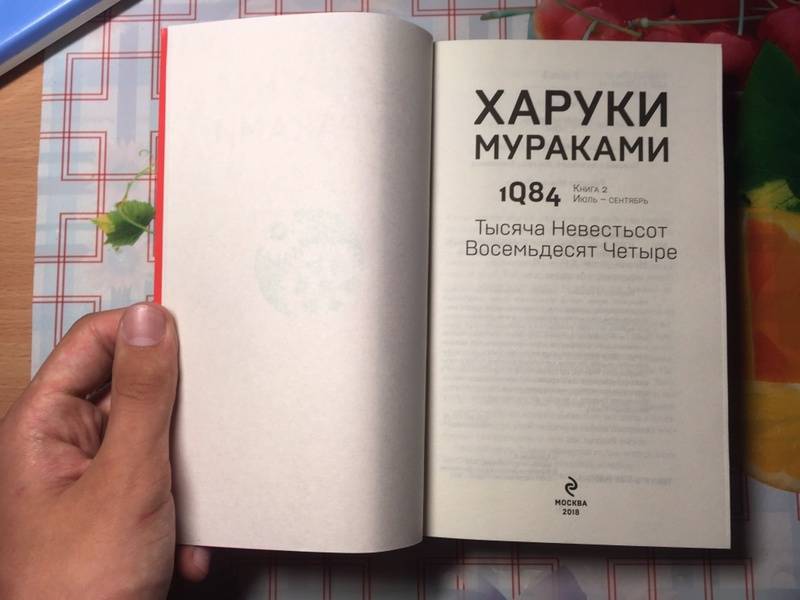 ХАРУКИ
МУРАКАМИ
1Q84
Книга 2
Июль – сентябрь
Тысяча Невестьсот
Восемьдесят Четыре
МОСКВА
2018